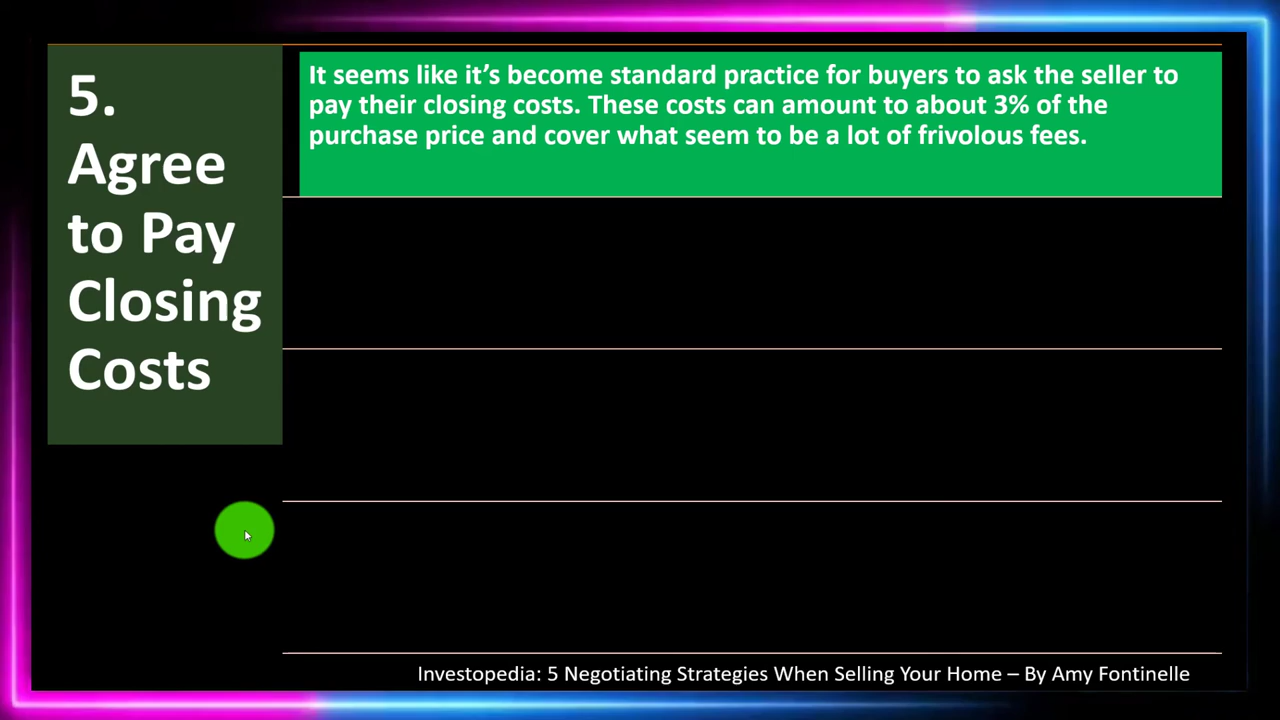 5.
Agree
to Pay
Closing
Costs
It seems like it’s become standard practice for buyers to ask the seller to
pay their closing costs. These costs can amount to about 3% of the
purchase price and cover what seem to be a lot of frivolous fees.
Investopedia: 5 Negotiating Strategies When Selling Your Home – By Amy Fontinelle